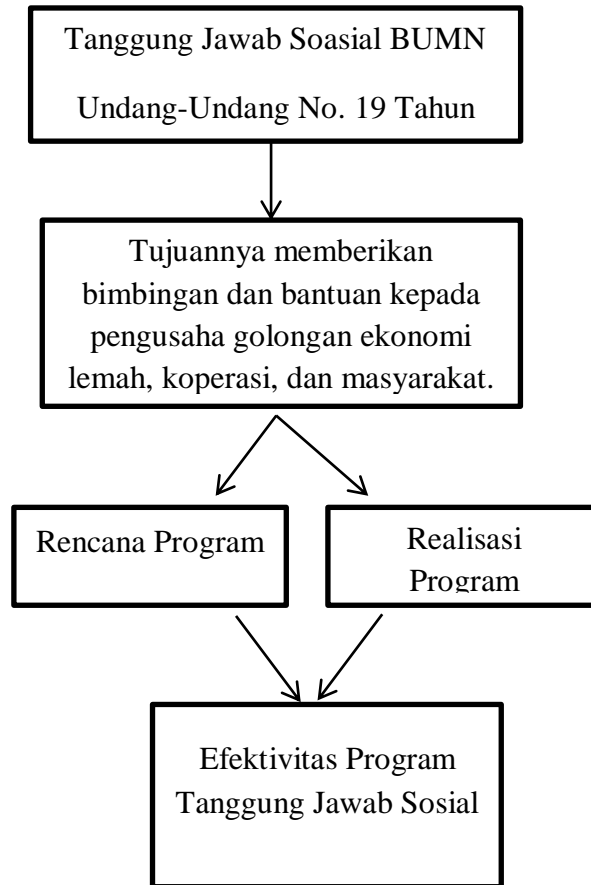 Tanggung Jawab Soasial BUMN
Undang-Undang No. 19 Tahun
Tujuannya memberikan
bimbingan dan bantuan kepada
pengusaha golongan ekonomi
lemah, koperasi, dan masyarakat.
Rencana Program
Realisasi
Program
Efektivitas Program
Tanggung Jawab Sosial